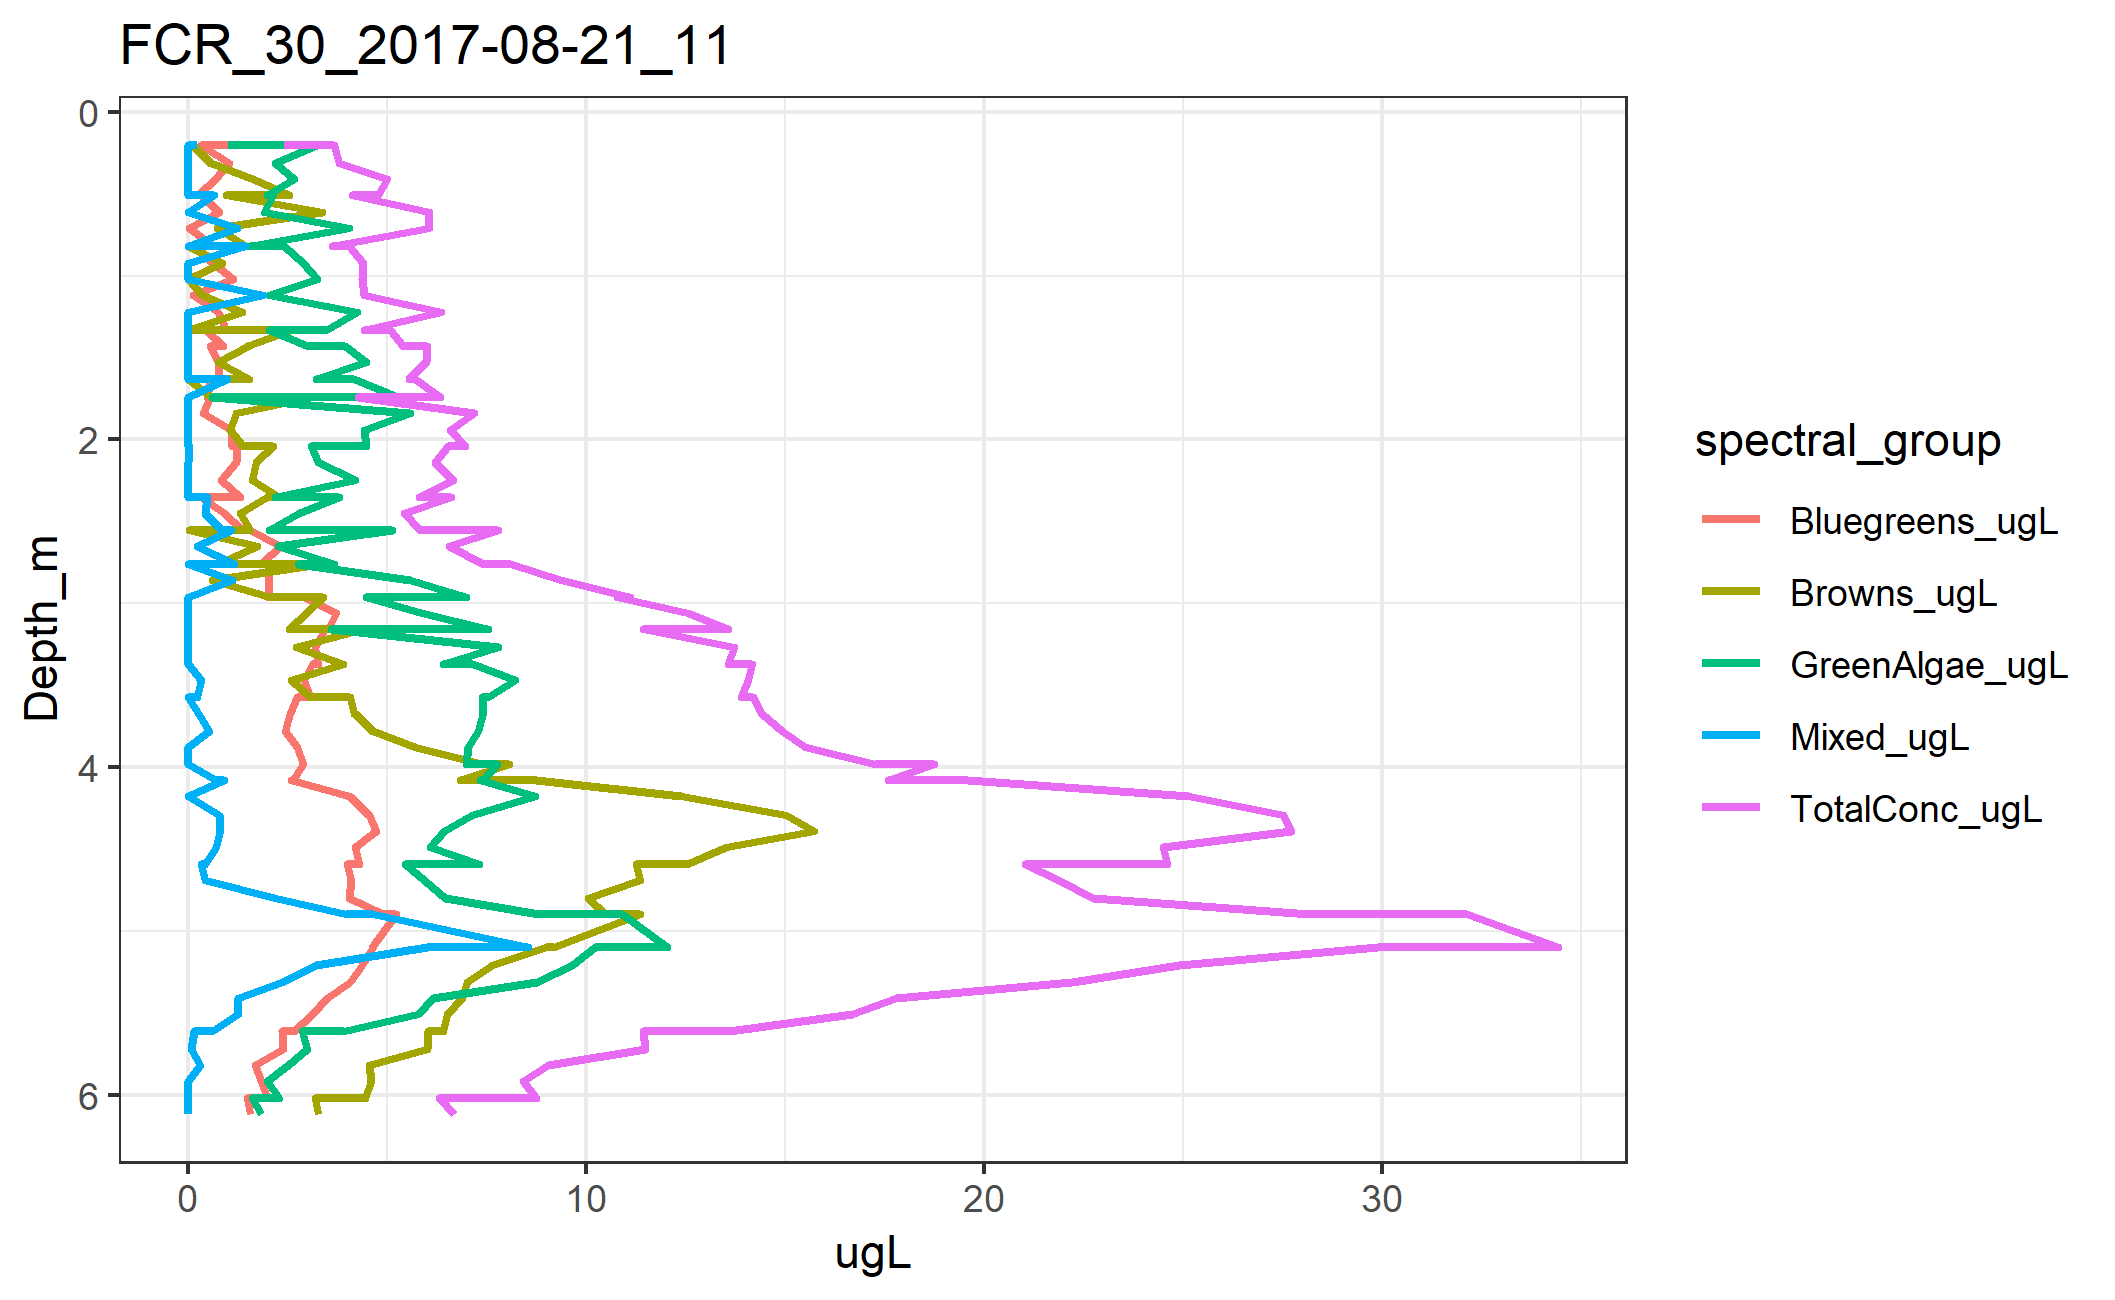 FCR_30_2017-08-21_11
0
2
4
6
Depth_m
0 10 20 30
ugL
spectral_group
Bluegreens_ugL
Browns_ugL
GreenAlgae_ugL
Mixed_ugL
TotalConc_ugL